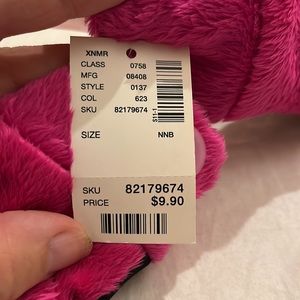 XNMR
CLASS 0758
MFG 08408
STYLE 0137
COL 623
SKU 82179674
SIZE NNB
SKU 82179674
PRICE $9.90